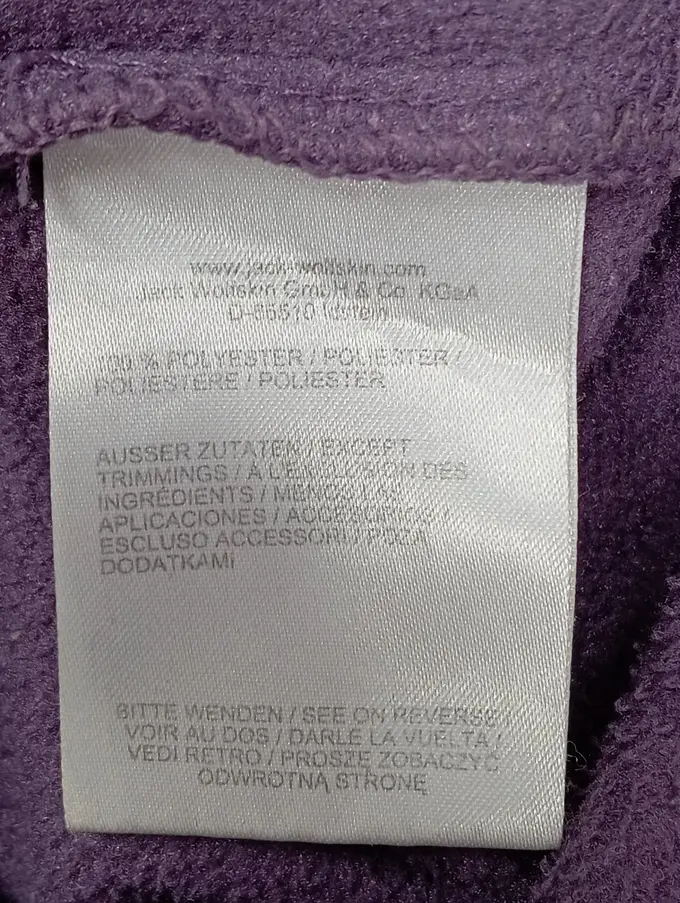 www.jack-wolfskin.com
Jack Wolfskin GmbH & Co KGaA
D-65510 Idstein
100 % POLYESTER / POLIESTER /
POLIESTERE / POLIESTER
AUSSER ZUTATEN / EXCEPT
TRIMMINGS / A L'EXCLUSION DES
INGRÉDIENTS / MENOS LAS
APLICACIONES / ACCESORIOS /
ESCLUSO ACCESSORI / POZA
DODATKAMI
BITTE WENDEN / SEE ON REVERSE /
VOIR AU DOS / DARLE LA VUELTA /
VEDI RETRO / PROSZĘ ZOBACZYĆ
ODWROTNĄ STRONĘ